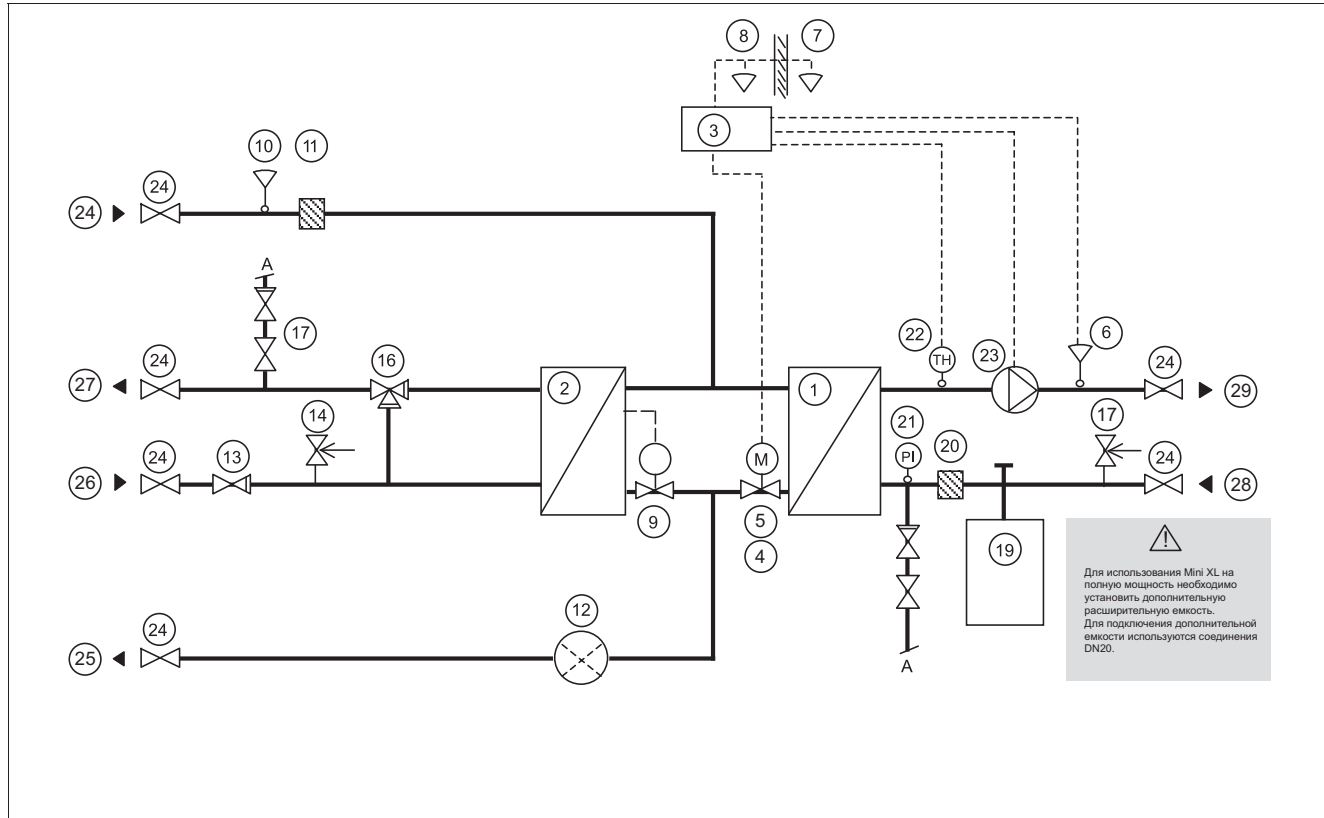 8
7
3
10
11
24
24
A
17
22
23
6
TH
24
16
24
27
2
1
29
14
21
17
20
24
13
M
PI
24
26
28
9
5
4
19
!
Для использования Mini XL на
полную мощность необходимо
установить дополнительную
расширительную емкость.
Для подключения дополнительной
емкости используются соединения
DN20.
12
24
25
A